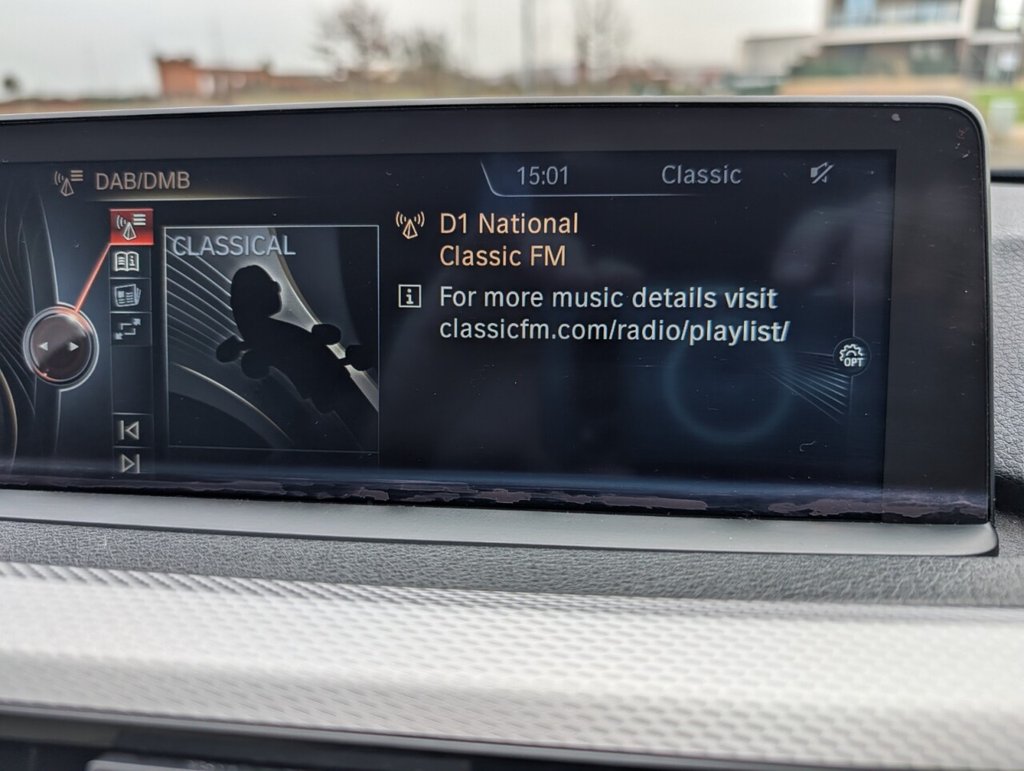 DAB/DMB
15:01
Classic
CLASSICAL
D1 National
Classic FM
For more music details visit
classicfm.com/radio/playlist/
OPT